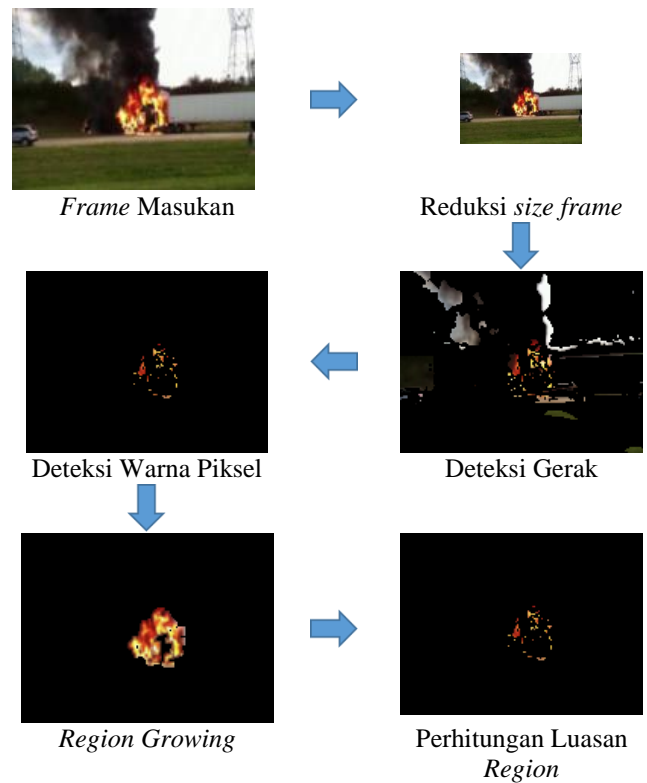 Frame Masukan
Reduksi size frame
Deteksi Warna Piksel
Deteksi Gerak
Region Growing
Perhitungan Luasan
Region